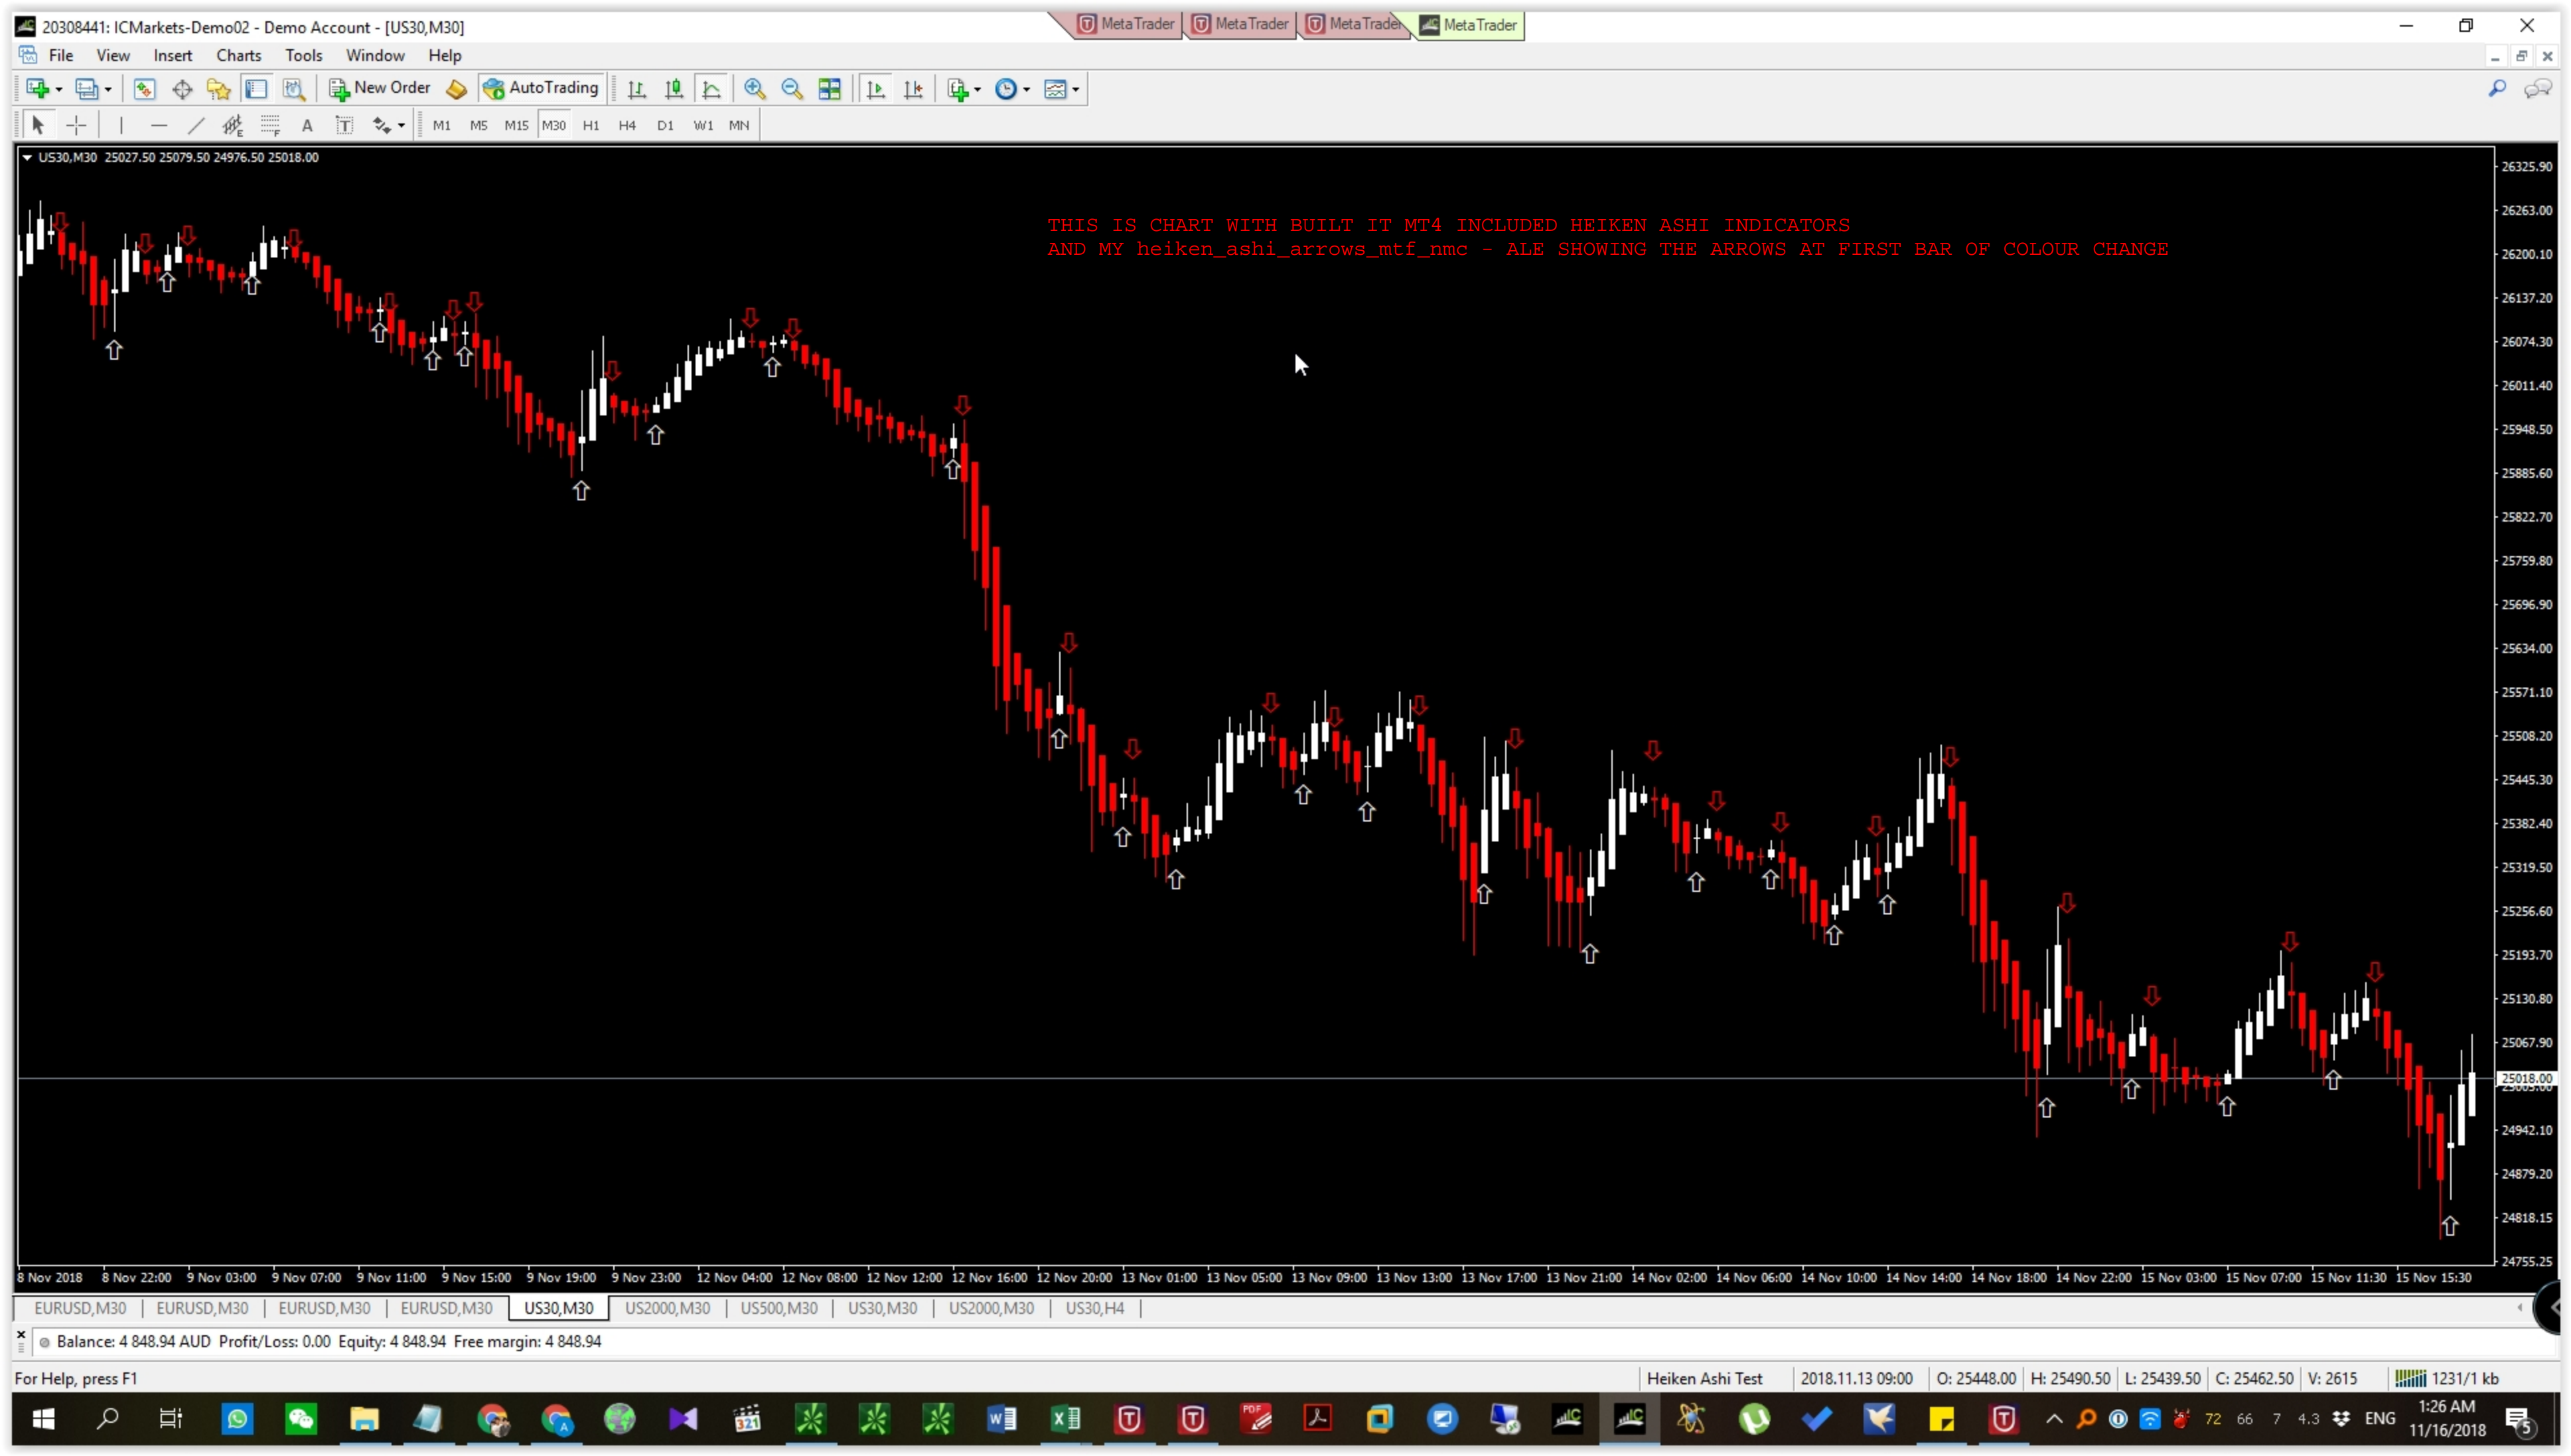 20308441: ICMarkets-Demo02 - Demo Account - [US30,M30]
MetaTrader
MetaTrader
MetaTrader
MetaTrader
File View Insert Charts Tools Window Help
New Order AutoTrading
M1 M5 M15 M30 H1 H4 D1 W1 MN
US30,M30 25027.50 25079.50 24976.50 25018.00
THIS IS CHART WITH BUILT IT MT4 INCLUDED HEIKEN ASHI INDICATORS
AND MY heiken_ashi_arrows_mtf_nmc - ALE SHOWING THE ARROWS AT FIRST BAR OF COLOUR CHANGE
26325.90
26263.00
26200.10
26137.20
26074.30
26011.40
25948.50
25885.60
25822.70
25759.80
25696.90
25634.00
25571.10
25508.20
25445.30
25382.40
25319.50
25256.60
25193.70
25130.80
25067.90
25018.00
24942.10
24879.20
24818.15
24755.25
8 Nov 2018 8 Nov 22:00 9 Nov 03:00 9 Nov 07:00 9 Nov 11:00 9 Nov 15:00 9 Nov 19:00 9 Nov 23:00 12 Nov 04:00 12 Nov 08:00 12 Nov 12:00 12 Nov 16:00 12 Nov 20:00 13 Nov 01:00 13 Nov 05:00 13 Nov 09:00 13 Nov 13:00 13 Nov 17:00 13 Nov 21:00 14 Nov 02:00 14 Nov 06:00 14 Nov 10:00 14 Nov 14:00 14 Nov 18:00 14 Nov 22:00 15 Nov 03:00 15 Nov 07:00 15 Nov 11:30 15 Nov 15:30
EURUSD,M30 EURUSD,M30 EURUSD,M30 EURUSD,M30 US30,M30 US2000,M30 US500,M30 US30,M30 US2000,M30 US30,H4
Balance: 4 848.94 AUD Profit/Loss: 0.00 Equity: 4 848.94 Free margin: 4 848.94
For Help, press F1
Heiken Ashi Test 2018.11.13 09:00 O: 25448.00 H: 25490.50 L: 25439.50 C: 25462.50 V: 2615 1231/1 kb
72 66 7 4.3 ENG
1:26 AM
11/16/2018
5